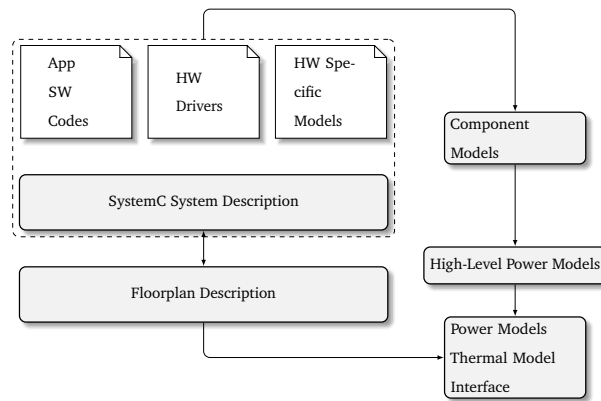 App
SW
Codes
HW
Drivers
HW Spe-
cific
Models
Component
Models
SystemC System Description
High-Level Power Models
Floorplan Description
Power Models
Thermal Model
Interface